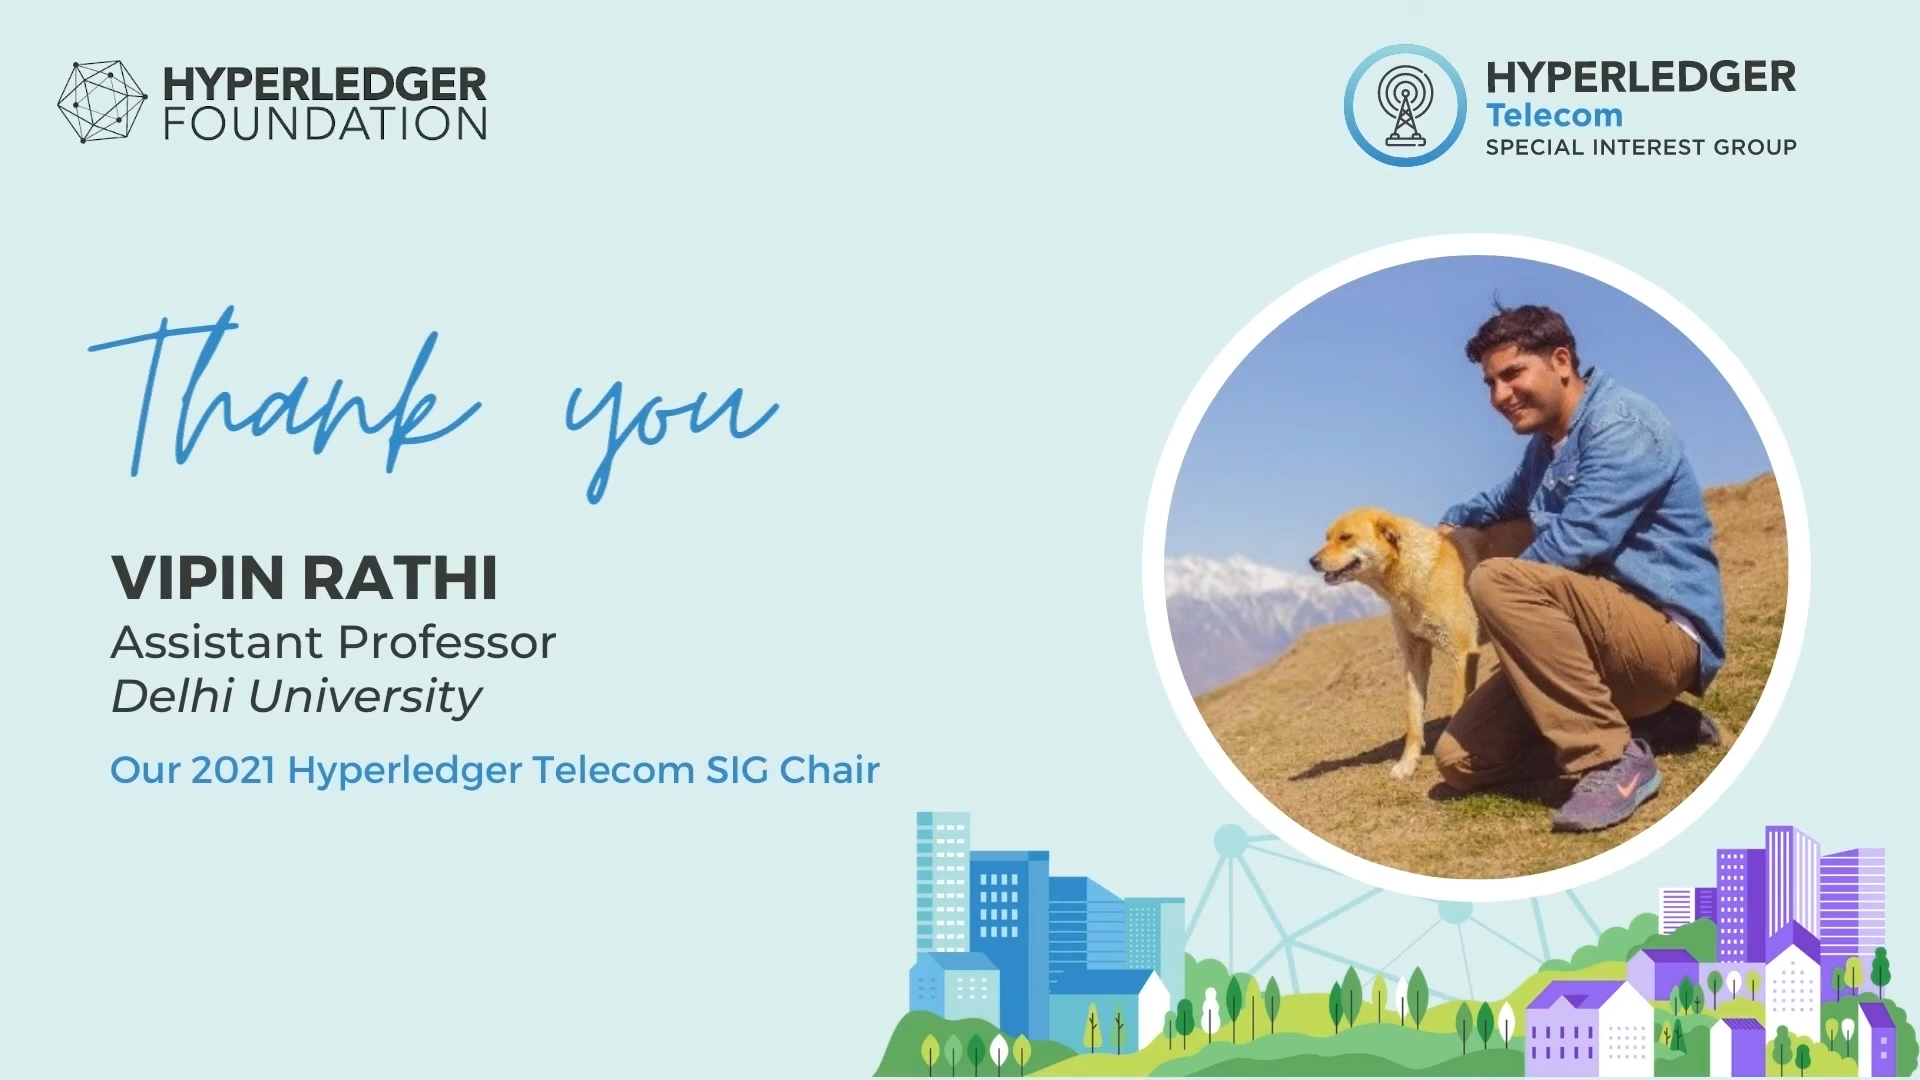 HYPERLEDGER
FOUNDATION
HYPERLEDGER
Telecom
SPECIAL INTEREST GROUP
Thank you
VIPIN RATHI
Assistant Professor
Delhi University
Our 2021 Hyperledger Telecom SIG Chair